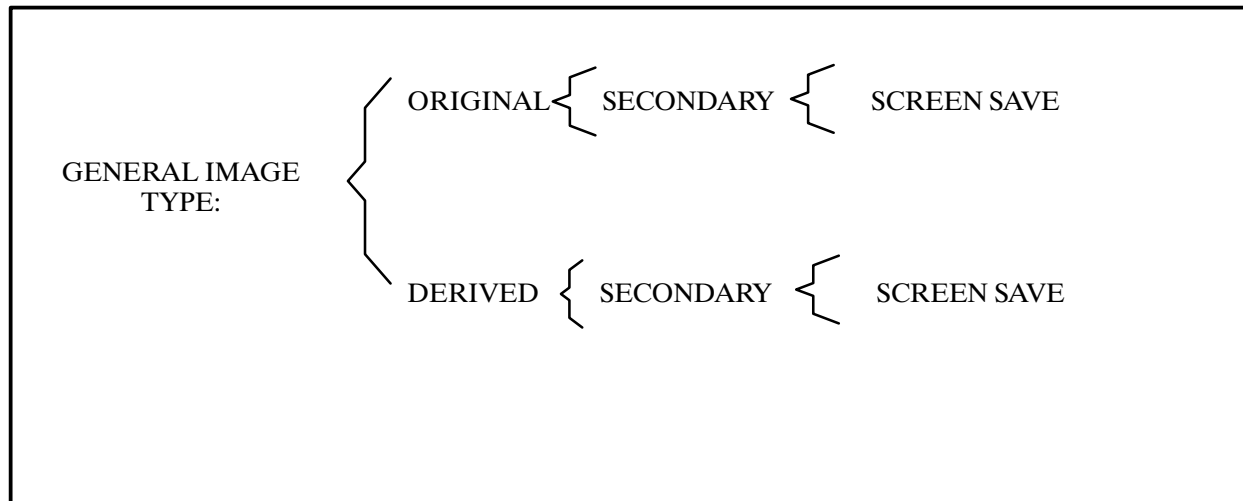 ORIGINAL SECONDARY SCREEN SAVE
GENERAL IMAGE
TYPE:
DERIVED SECONDARY SCREEN SAVE